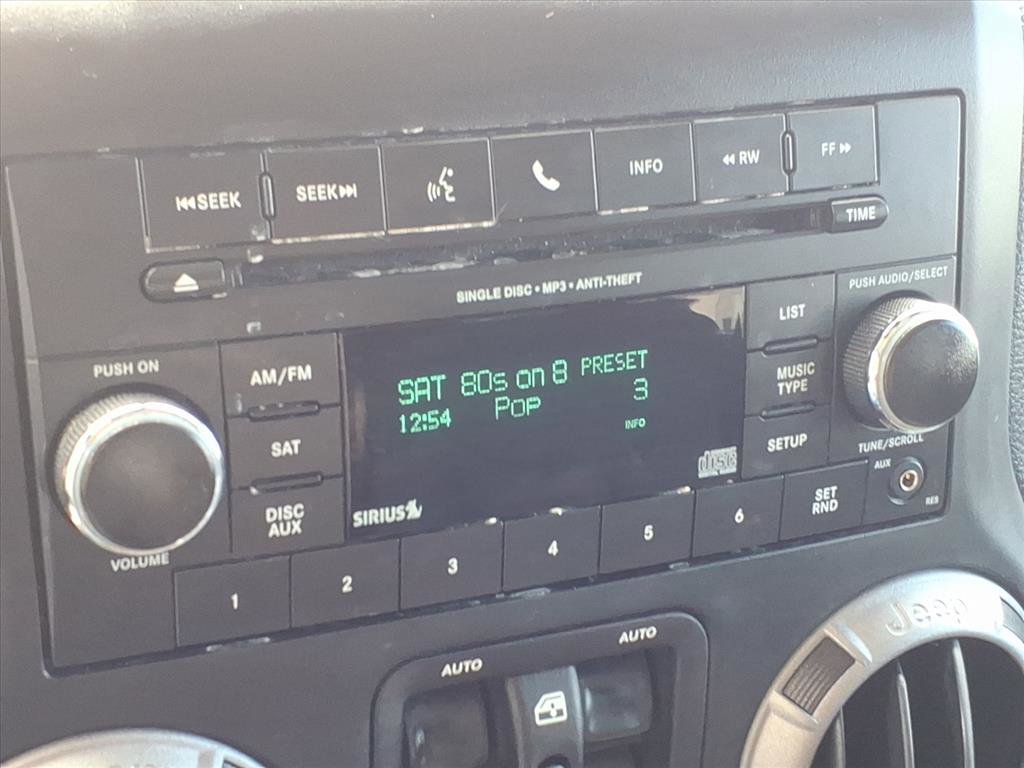 SEEK
SEEK
INFO
RW
FF
TIME
SINGLE DISC • MP3 • ANTI-THEFT
PUSH AUDIO/SELECT
PUSH ON
AM/FM
SAT
DISC
AUX
VOLUME
SAT 80s on 8 PRESET
12:54 Pop 3
INFO
SIRIUS
disc
LIST
MUSIC
TYPE
SETUP
TUNE/SCROLL
AUX
RES
SET
RND
1
2
3
4
5
6
AUTO
AUTO
Jeep